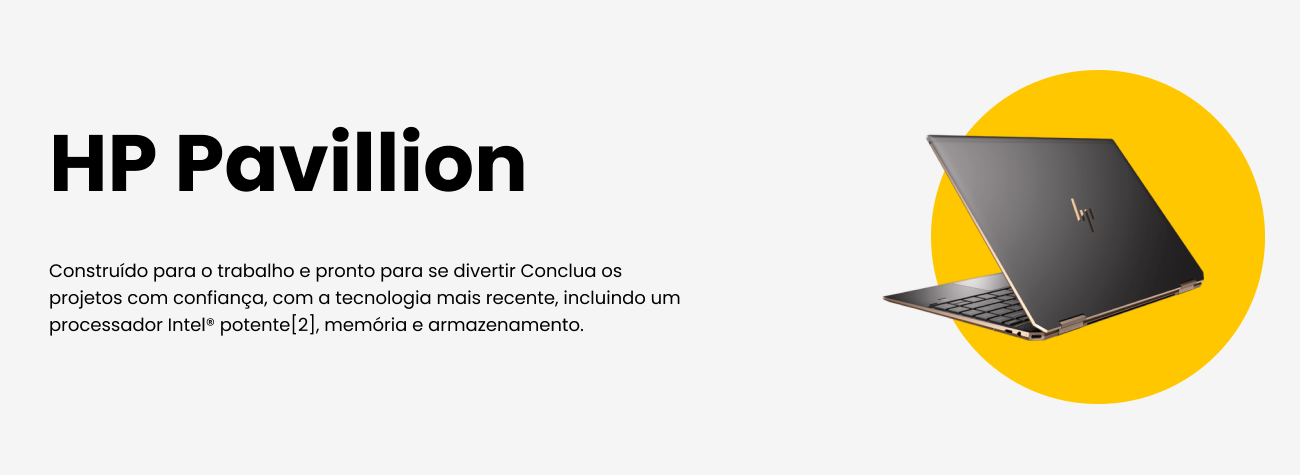 HP Pavillion
Construído para o trabalho e pronto para se divertir Conclua os
projetos com confiança, com a tecnologia mais recente, incluindo um
processador Intel® potente[2], memória e armazenamento.
hp